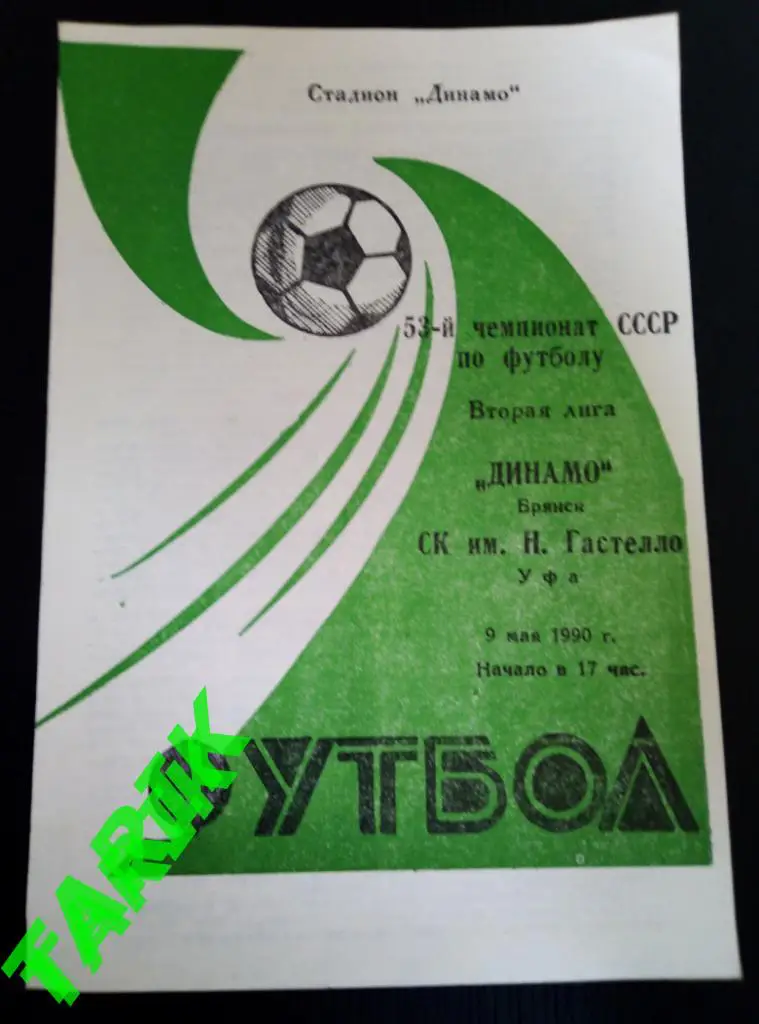 Стадион „Динамо“
53-й чемпионат СССР
по футболу
Вторая лига
„ДИНАМО“
Брянск
СК им. Н. Гастелло
Уфа
9 мая 1990 г.
Начало в 17 час.
ФУТБОЛ
TARIK